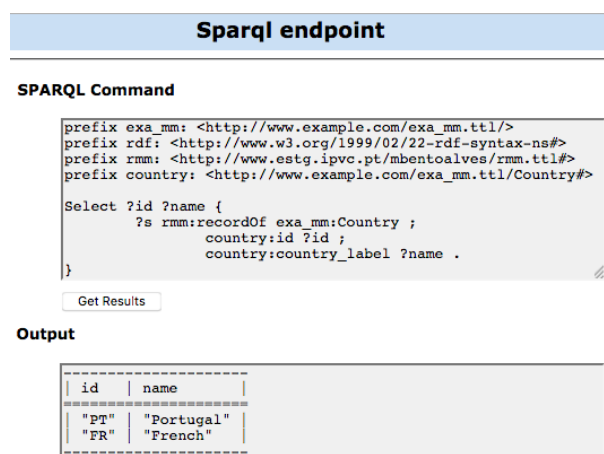 Sparql endpoint
SPARQL Command
prefix exa_mm: <http://www.example.com/exa_mm.ttl/>
prefix rdf: <http://www.w3.org/1999/02/22-rdf-syntax-ns#>
prefix rmm: <http://www.estg.ipvc.pt/mbentoalves/rmm.ttl#>
prefix country: <http://www.example.com/exa_mm.ttl/Country#>
Select ?id ?name {
?s rmm:recordOf exa_mm:Country ;
country:id ?id ;
country:country_label ?name .
}
Get Results
Output
---------------------
| id | name |
=====================
| "PT" | "Portugal" |
| "FR" | "French" |
---------------------